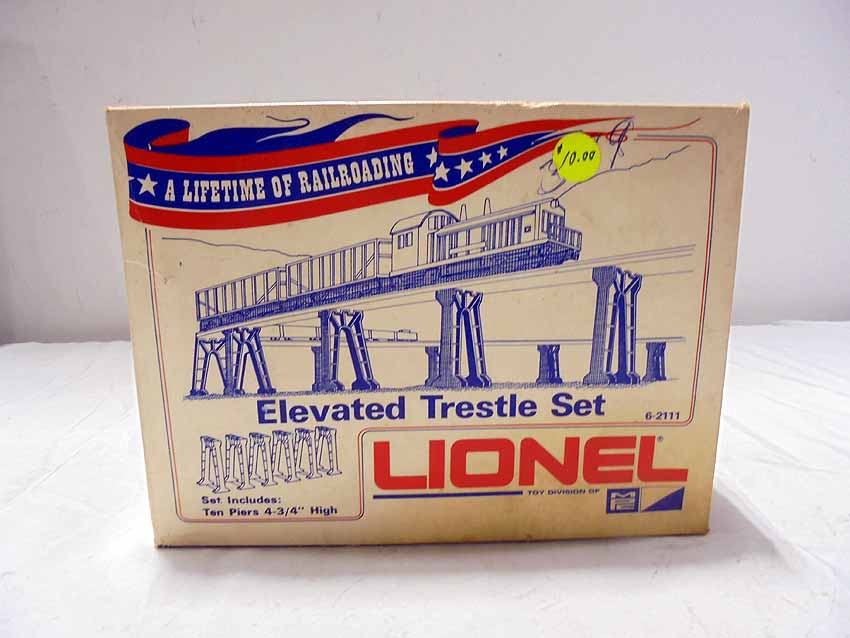 A LIFETIME OF RAILROADING
$10.00
Elevated Trestle Set
6-2111
Set Includes:
Ten Piers 4-3/4" High
LIONEL®
TOY DIVISION OF
MPC